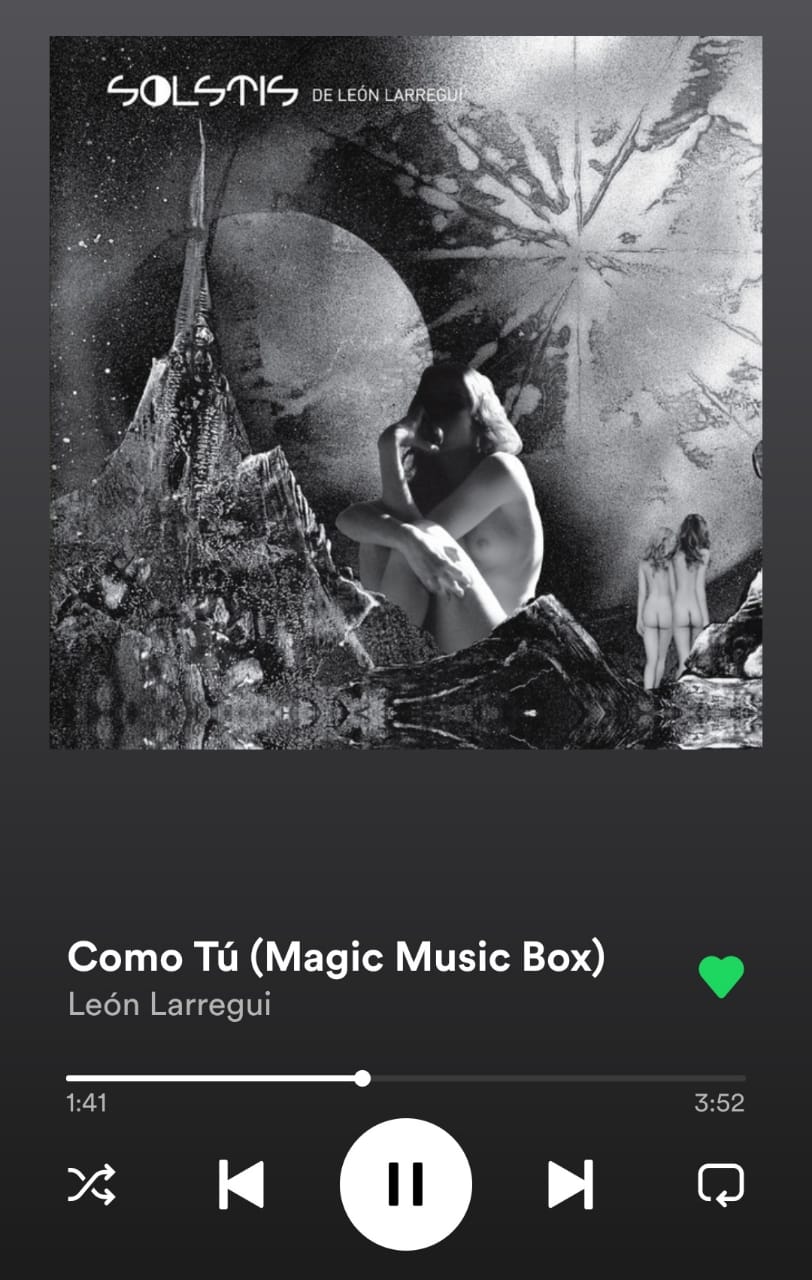 SOLSTIS DE LEÓN LARREGUI
Como Tú (Magic Music Box)
León Larregui
1:41 3:52